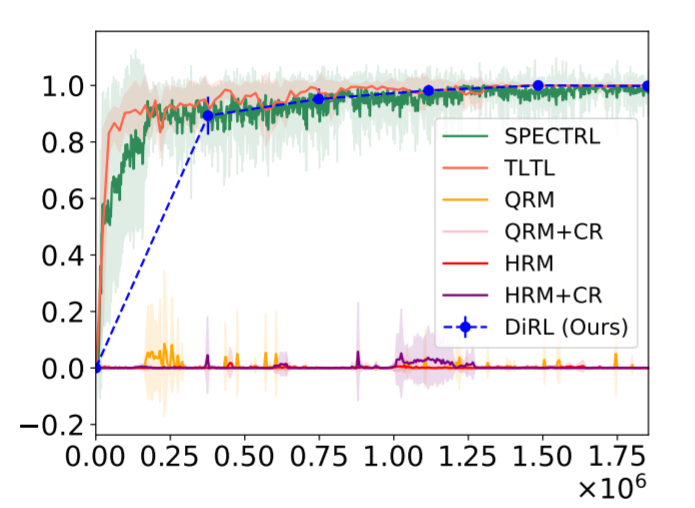 1.0
0.8
0.6
0.4
0.2
0.0
−0.2
0.00 0.25 0.50 0.75 1.00 1.25 1.50 1.75
×10⁶
SPECTRL
TLTL
QRM
QRM+CR
HRM
HRM+CR
DiRL (Ours)